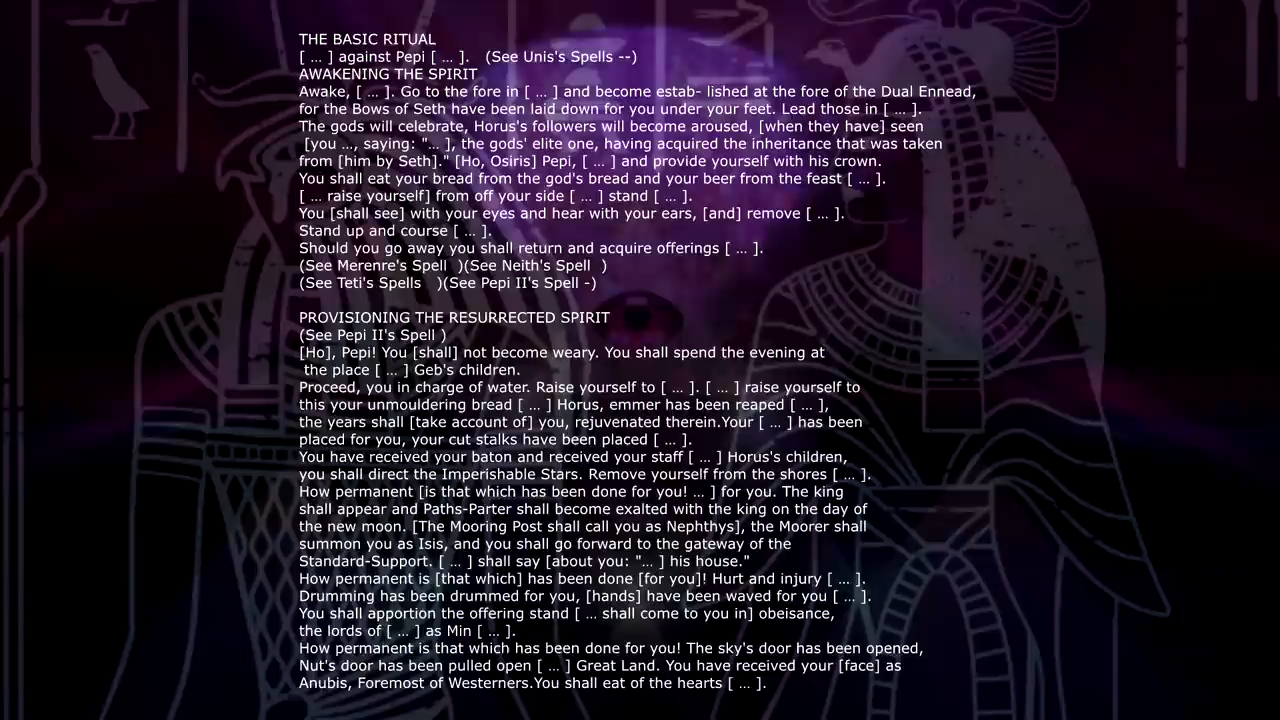 THE BASIC RITUAL
[ ... ] against Pepi [ ... ].   (See Unis's Spells --)
AWAKENING THE SPIRIT
Awake, [ ... ]. Go to the fore in [ ... ] and become estab- lished at the fore of the Dual Ennead,
for the Bows of Seth have been laid down for you under your feet. Lead those in [ ... ].
The gods will celebrate, Horus's followers will become aroused, [when they have] seen
[you ..., saying: "... ], the gods' elite one, having acquired the inheritance that was taken
from [him by Seth]." [Ho, Osiris] Pepi, [ ... ] and provide yourself with his crown.
You shall eat your bread from the god's bread and your beer from the feast [ ... ].
[ ... raise yourself] from off your side [ ... ] stand [ ... ].
You [shall see] with your eyes and hear with your ears, [and] remove [ ... ].
Stand up and course [ ... ].
Should you go away you shall return and acquire offerings [ ... ].
(See Merenre's Spell  )(See Neith's Spell  )
(See Teti's Spells   )(See Pepi II's Spell -)
PROVISIONING THE RESURRECTED SPIRIT
(See Pepi II's Spell )
[Ho], Pepi! You [shall] not become weary. You shall spend the evening at
the place [ ... ] Geb's children.
Proceed, you in charge of water. Raise yourself to [ ... ]. [ ... ] raise yourself to
this your unmouldering bread [ ... ] Horus, emmer has been reaped [ ... ],
the years shall [take account of] you, rejuvenated therein.Your [ ... ] has been
placed for you, your cut stalks have been placed [ ... ].
You have received your baton and received your staff [ ... ] Horus's children,
you shall direct the Imperishable Stars. Remove yourself from the shores [ ... ].
How permanent [is that which has been done for you! ... ] for you. The king
shall appear and Paths-Parter shall become exalted with the king on the day of
the new moon. [The Mooring Post shall call you as Nephthys], the Moorer shall
summon you as Isis, and you shall go forward to the gateway of the
Standard-Support. [ ... ] shall say [about you: "... ] his house."
How permanent is [that which] has been done [for you]! Hurt and injury [ ... ].
Drumming has been drummed for you, [hands] have been waved for you [ ... ].
You shall apportion the offering stand [ ... shall come to you in] obeisance,
the lords of [ ... ] as Min [ ... ].
How permanent is that which has been done for you! The sky's door has been opened,
Nut's door has been pulled open [ ... ] Great Land. You have received your [face] as
Anubis, Foremost of Westerners.You shall eat of the hearts [ ... ].